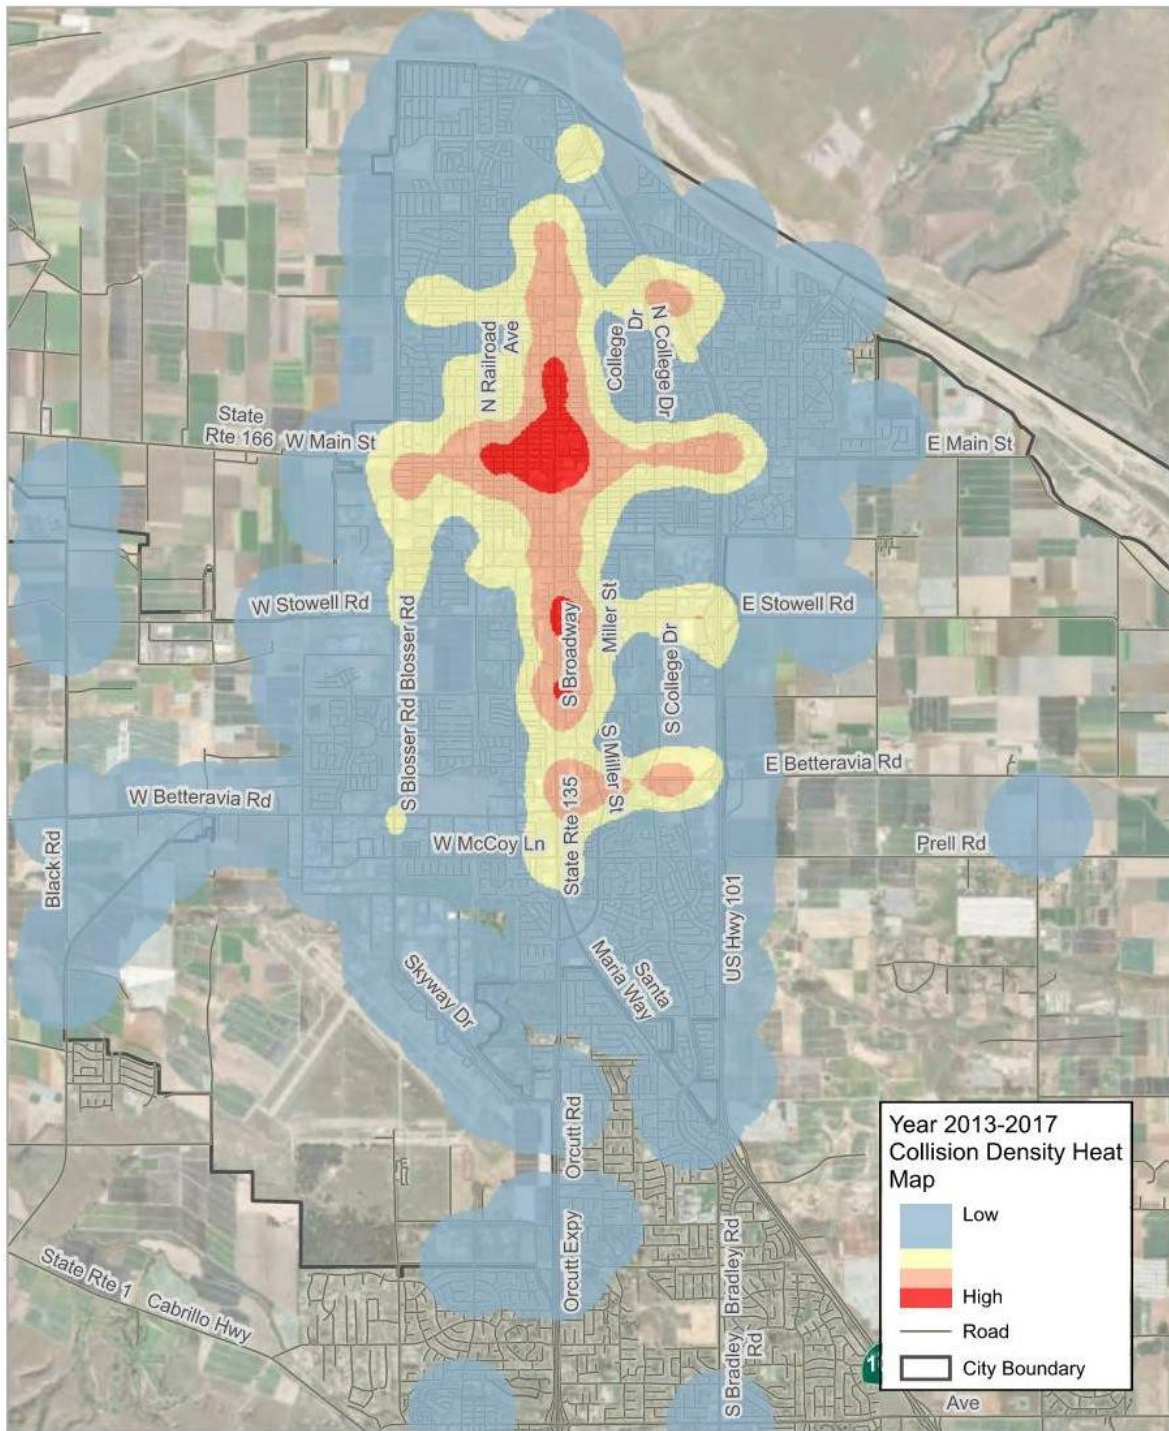 N Railroad
Ave
College
Dr
N College Dr
State
Rte 166
W Main St
E Main St
W Stowell Rd
E Stowell Rd
Blosser Rd
S Blosser Rd
S Broadway
Miller St
S College Dr
S Miller St
W Betteravia Rd
E Betteravia Rd
State Rte 135
W McCoy Ln
Prell Rd
Black Rd
US Hwy 101
Skyway Dr
Santa
Maria Way
Orcutt Rd
Orcutt Expy
State Rte 1
Cabrillo Hwy
Bradley Rd
S Bradley
Rd
Ave
Year 2013-2017
Collision Density Heat
Map
Low
High
Road
City Boundary